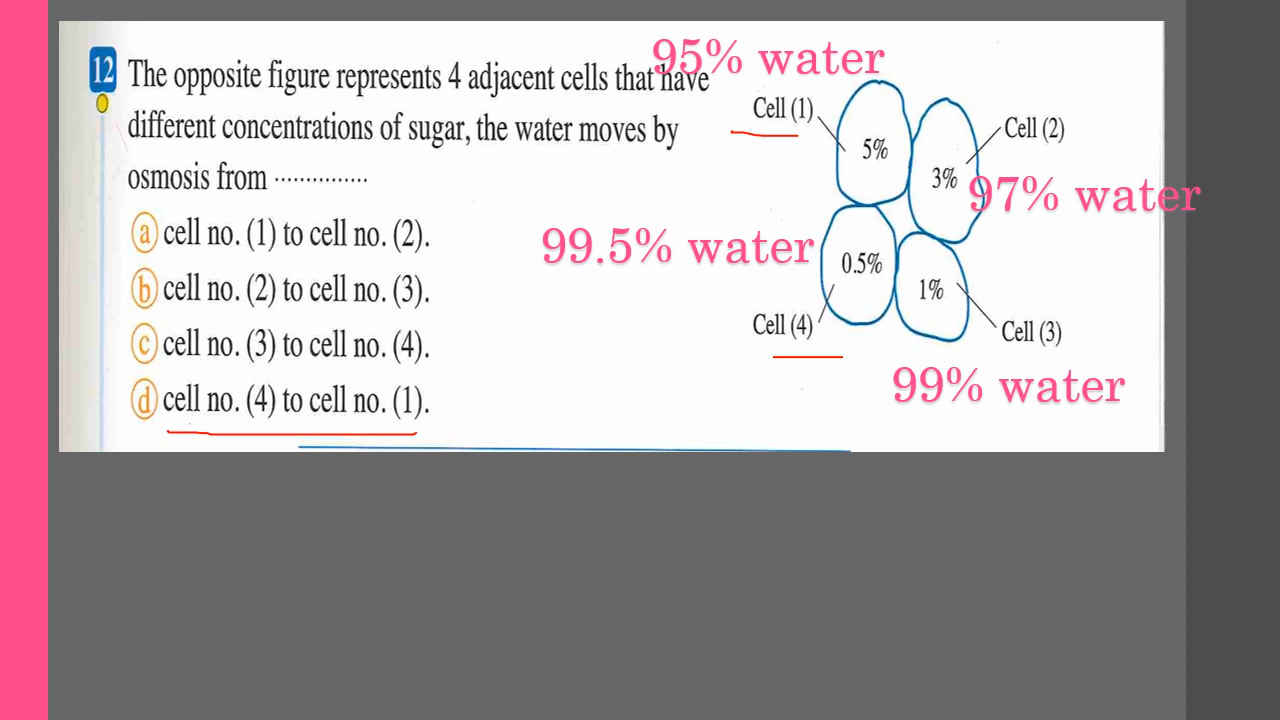 12 The opposite figure represents 4 adjacent cells that have
different concentrations of sugar, the water moves by
osmosis from ...............
a cell no. (1) to cell no. (2).
b cell no. (2) to cell no. (3).
c cell no. (3) to cell no. (4).
d cell no. (4) to cell no. (1).
95% water
Cell (1)
5%
Cell (2)
3%
97% water
99.5% water
0.5%
1%
Cell (4)
Cell (3)
99% water